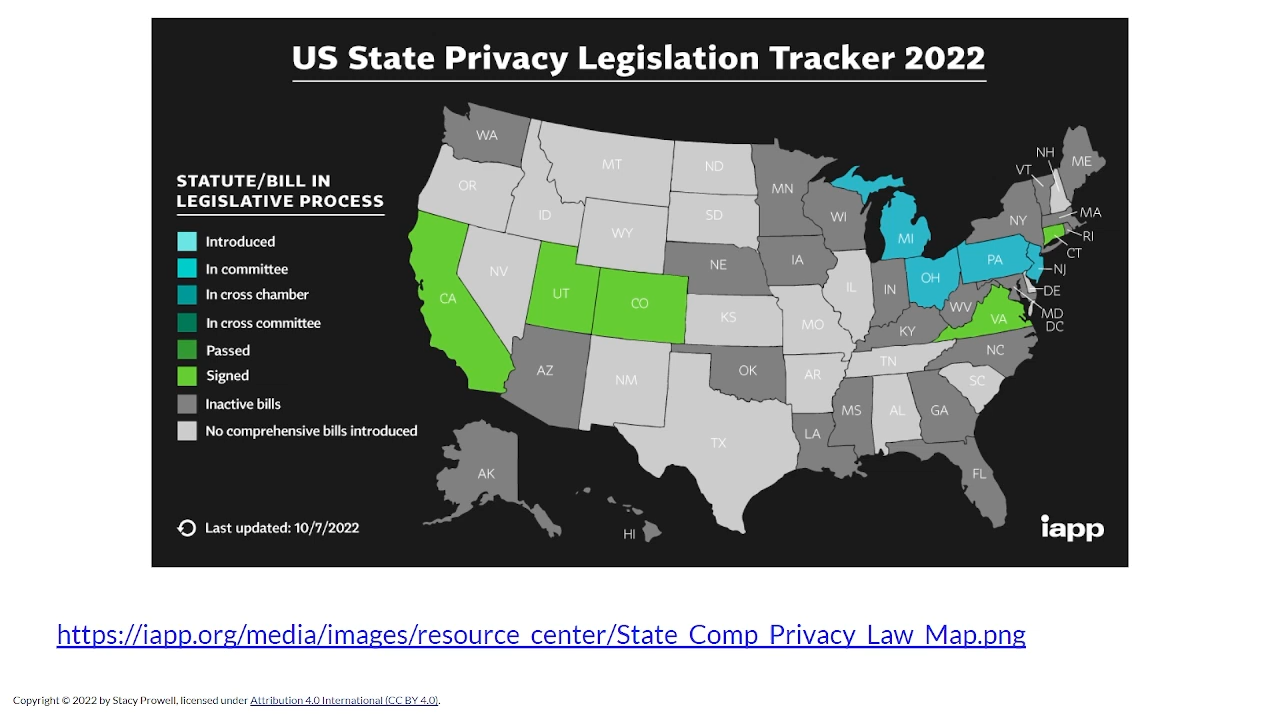 US State Privacy Legislation Tracker 2022
STATUTE/BILL IN
LEGISLATIVE PROCESS
Introduced
In committee
In cross chamber
In cross committee
Passed
Signed
Inactive bills
No comprehensive bills introduced
Last updated: 10/7/2022
WA
MT
ND
OR
ID
SD
WY
MN
WI
MI
NH
VT
ME
NY
MA
RI
CT
NV
NE
IA
PA
NJ
OH
DE
MD
DC
CA
UT
CO
KS
MO
IL
IN
WV
VA
KY
AZ
NM
OK
AR
TN
NC
SC
MS
AL
GA
LA
TX
FL
AK
HI
iapp
https://iapp.org/media/images/resource_center/State_Comp_Privacy_Law_Map.png
Copyright © 2022 by Stacy Prowell, licensed under Attribution 4.0 International (CC BY 4.0).